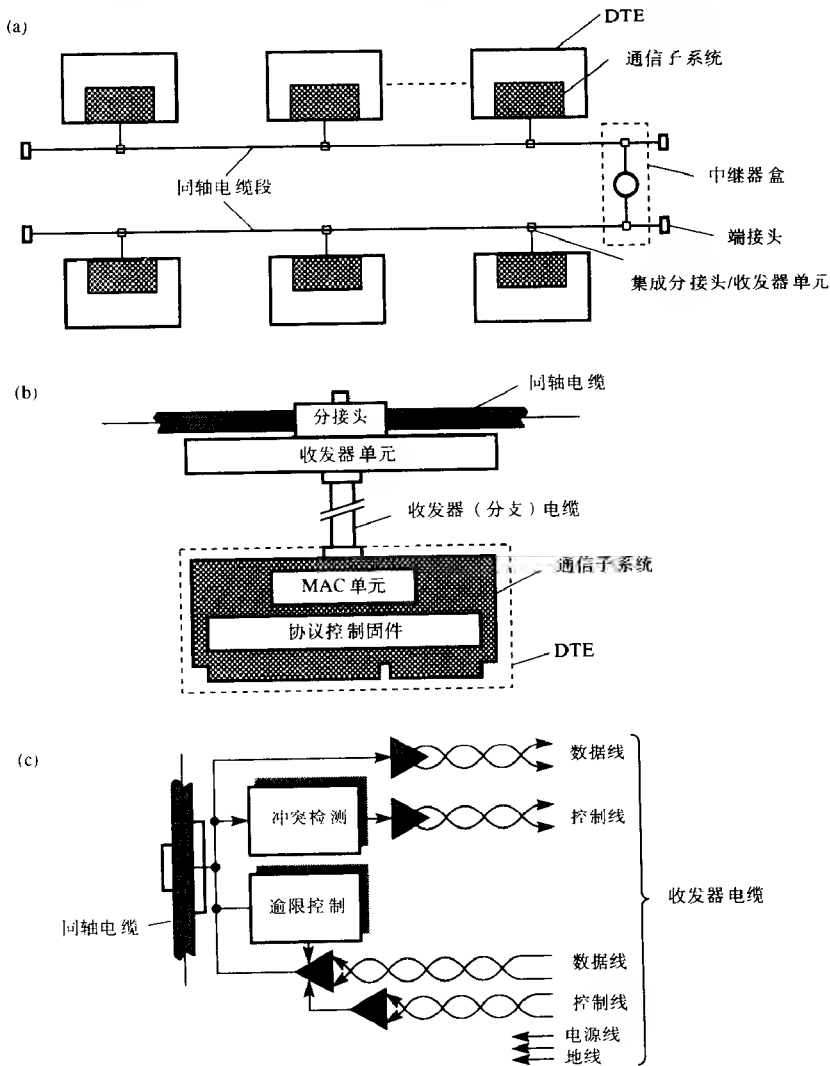 (a)
DTE
通信子系统
同轴电缆段
中继器盒
端接头
集成分接头/收发器单元
(b)
同轴电缆
分接头
收发器单元
收发器（分支）电缆
通信子系统
MAC 单元
协议控制固件
DTE
(c)
数据线
冲突检测
控制线
收发器电缆
逾限控制
同轴电缆
数据线
控制线
电源线
地线